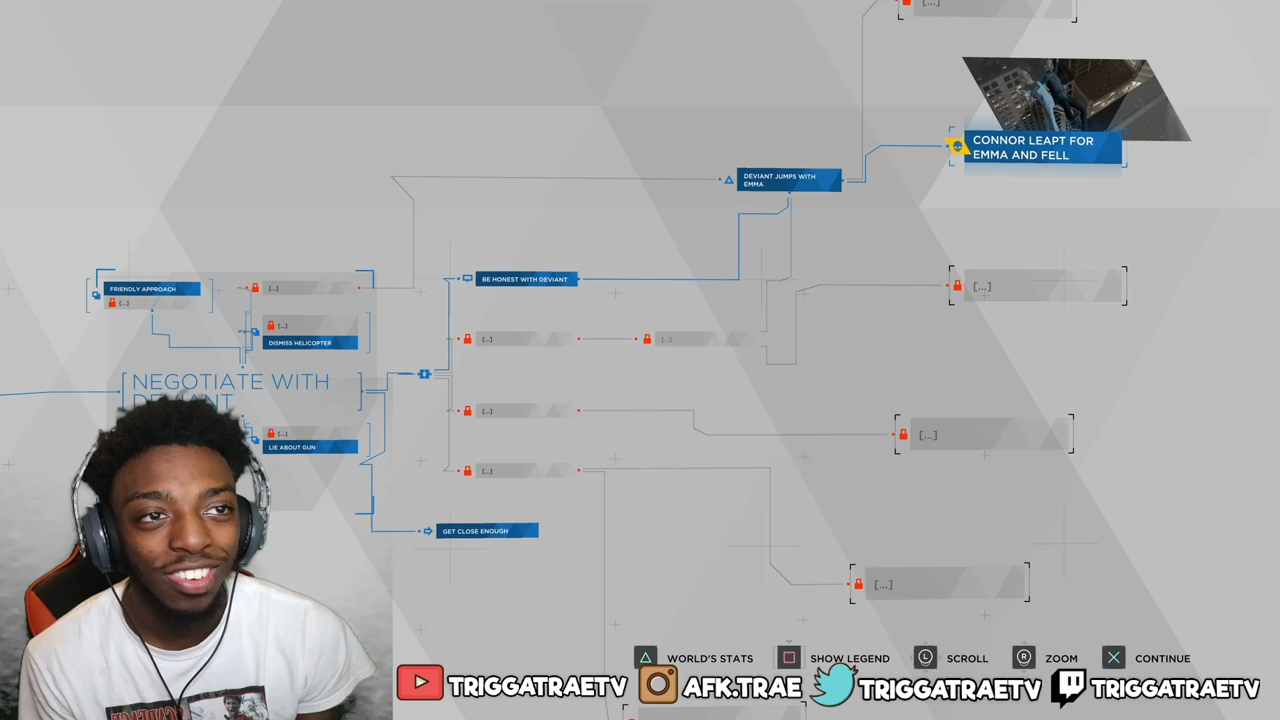 [...]
CONNOR LEAPT FOR
EMMA AND FELL
DEVIANT JUMPS WITH
EMMA
BE HONEST WITH DEVIANT
[...]
FRIENDLY APPROACH
[...]
[...]
[...]
DISMISS HELICOPTER
[...]
[...]
NEGOTIATE WITH
DEVIANT
[...]
[...]
[...]
LIE ABOUT GUN
[...]
GET CLOSE ENOUGH
[...]
WORLD'S STATS
SHOW LEGEND
L SCROLL
R ZOOM
CONTINUE
TRIGGATRAETV
AFK.TRAE
TRIGGATRAETV
TRIGGATRAETV
[...]